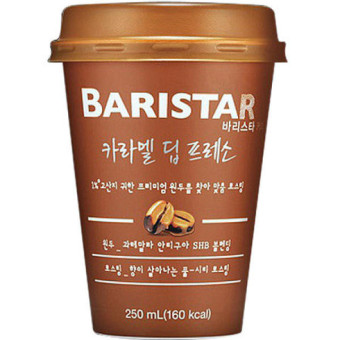 BARISTAR
바리스타
카라멜 딥 프레소
1% 고산지 귀한 프리미엄 원두를 찾아 맞춤 로스팅
원두_과테말라 안티구아 SHB 블렌딩
로스팅_향이 살아나는 풀-시티 로스팅
250 mL(160 kcal)